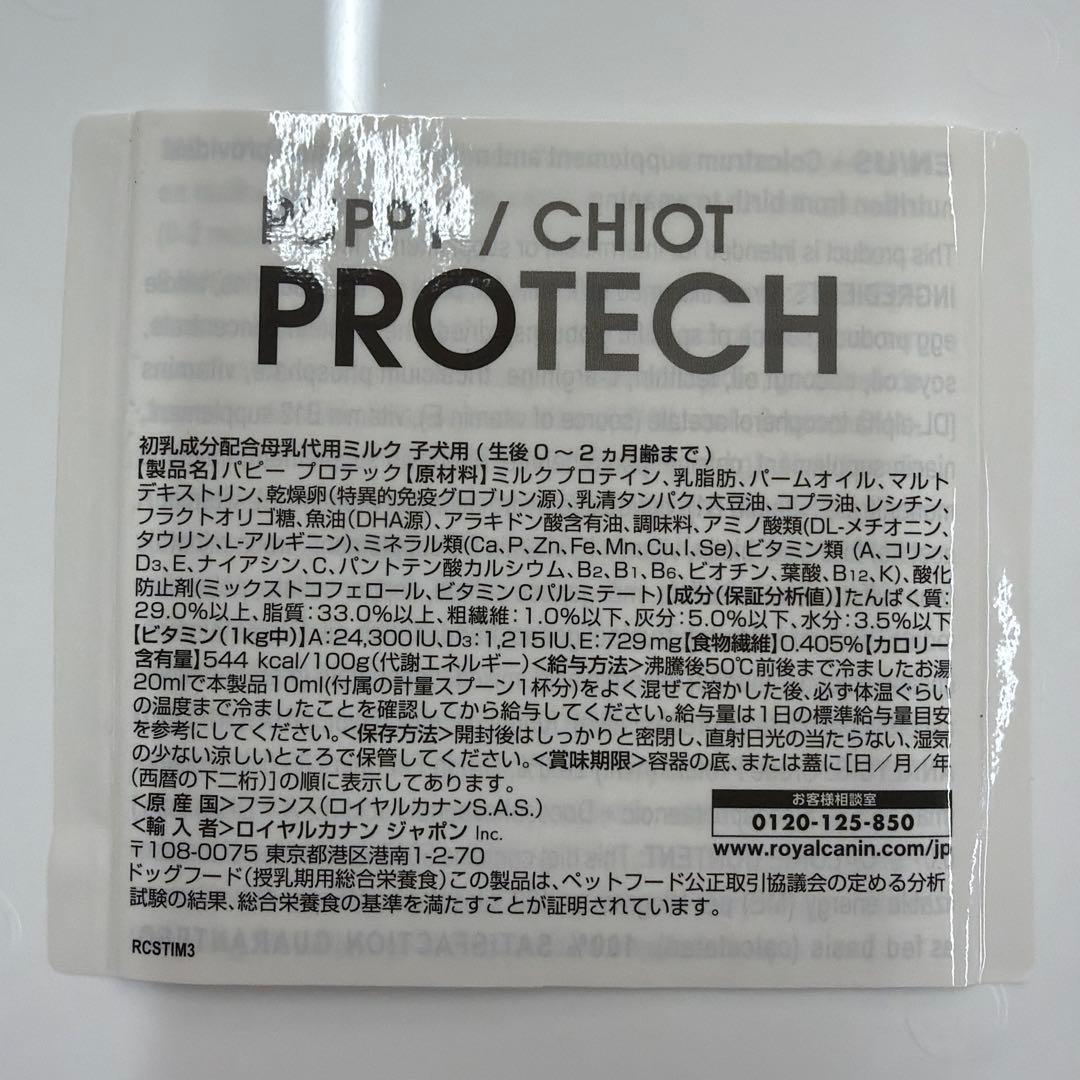 PUPPY / CHIOT
PROTECH
初乳成分配合母乳代用ミルク 子犬用 (生後0〜2ヵ月齢まで)
【製品名】パピー プロテック【原材料】ミルクプロテイン、乳脂肪、パームオイル、マルト
デキストリン、乾燥卵(特異的免疫グロブリン源)、乳清タンパク、大豆油、コプラ油、レシチン、
フラクトオリゴ糖、魚油(DHA源)、アラキドン酸含有油、調味料、アミノ酸類(DL-メチオニン、
タウリン、L-アルギニン)、ミネラル類(Ca、P、Zn、Fe、Mn、Cu、I、Se)、ビタミン類 (A、コリン、
D3、E、ナイアシン、C、パントテン酸カルシウム、B2、B1、B6、ビオチン、葉酸、B12、K)、酸化
防止剤(ミックストコフェロール、ビタミンCパルミテート)【成分(保証分析値)】たんぱく質:
29.0%以上、脂質:33.0%以上、粗繊維:1.0%以下、灰分:5.0%以下、水分:3.5%以下
【ビタミン(1kg中)】A:24,300IU、D3:1,215IU、E:729mg【食物繊維】0.405%【カロリー
含有量】544 kcal/100g(代謝エネルギー)<給与方法>沸騰後50℃前後まで冷ましたお湯
20mlで本製品10ml(付属の計量スプーン1杯分)をよく混ぜて溶かした後、必ず体温ぐらい
の温度まで冷ましたことを確認してから給与してください。給与量は1日の標準給与量目安
を参考にしてください。<保存方法>開封後はしっかりと密閉し、直射日光の当たらない、湿気
の少ない涼しいところで保管してください。<賞味期限>容器の底、または蓋に[日/月/年
(西暦の下二桁)]の順に表示してあります。
<原産国>フランス(ロイヤルカナンS.A.S.)
<輸入者>ロイヤルカナン ジャポン Inc.
〒108-0075 東京都港区港南1-2-70
お客様相談室
0120-125-850
www.royalcanin.com/jp
ドッグフード(授乳期用総合栄養食)この製品は、ペットフード公正取引協議会の定める分析
試験の結果、総合栄養食の基準を満たすことが証明されています。
RCSTIM3